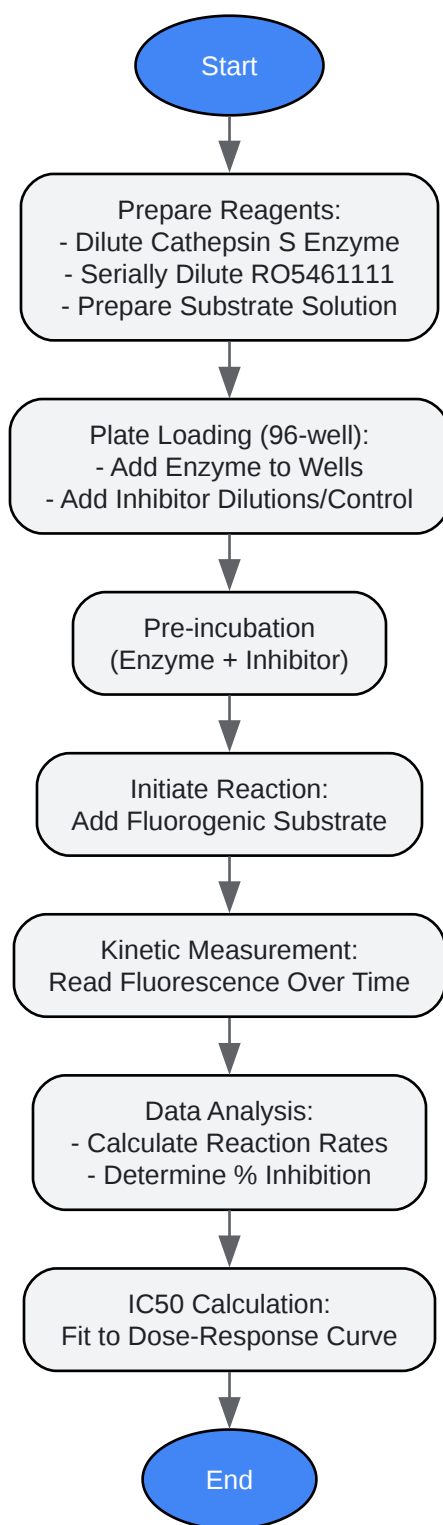 Start
Prepare Reagents:
- Dilute Cathepsin S Enzyme
- Serially Dilute RO5461111
- Prepare Substrate Solution
Plate Loading (96-well):
- Add Enzyme to Wells
- Add Inhibitor Dilutions/Control
Pre-incubation
(Enzyme + Inhibitor)
Initiate Reaction:
Add Fluorogenic Substrate
Kinetic Measurement:
Read Fluorescence Over Time
Data Analysis:
- Calculate Reaction Rates
- Determine % Inhibition
IC50 Calculation:
Fit to Dose-Response Curve
End